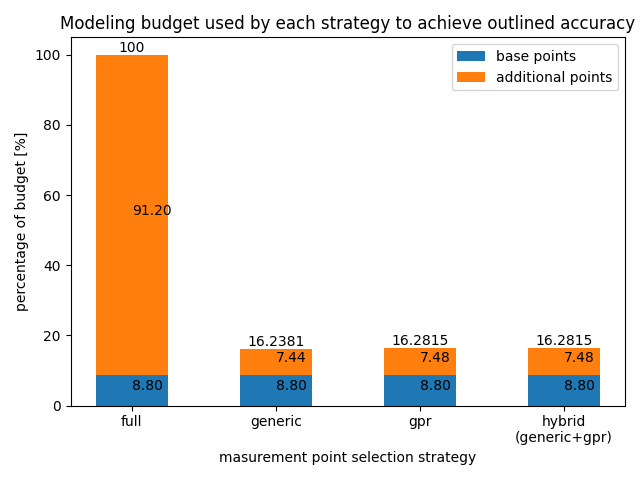 Modeling budget used by each strategy to achieve outlined accuracy
percentage of budget [%]
100
80
60
40
20
0
base points
additional points
100
91.20
8.80
16.2381
7.44
8.80
16.2815
7.48
8.80
16.2815
7.48
8.80
full
generic
gpr
hybrid
(generic+gpr)
masurement point selection strategy